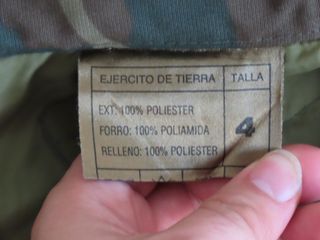 EJERCITO DE TIERRA TALLA
EXT: 100% POLIESTER
FORRO: 100% POLIAMIDA 4
RELLENO: 100% POLIESTER